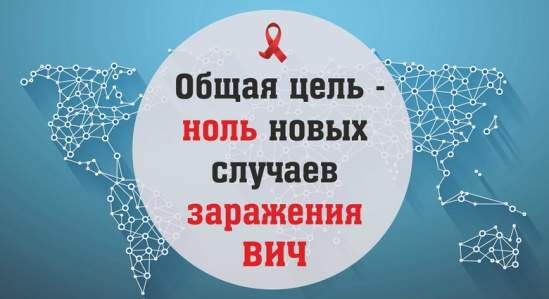 Общая цель -
ноль новых
случаев
заражения
ВИЧ